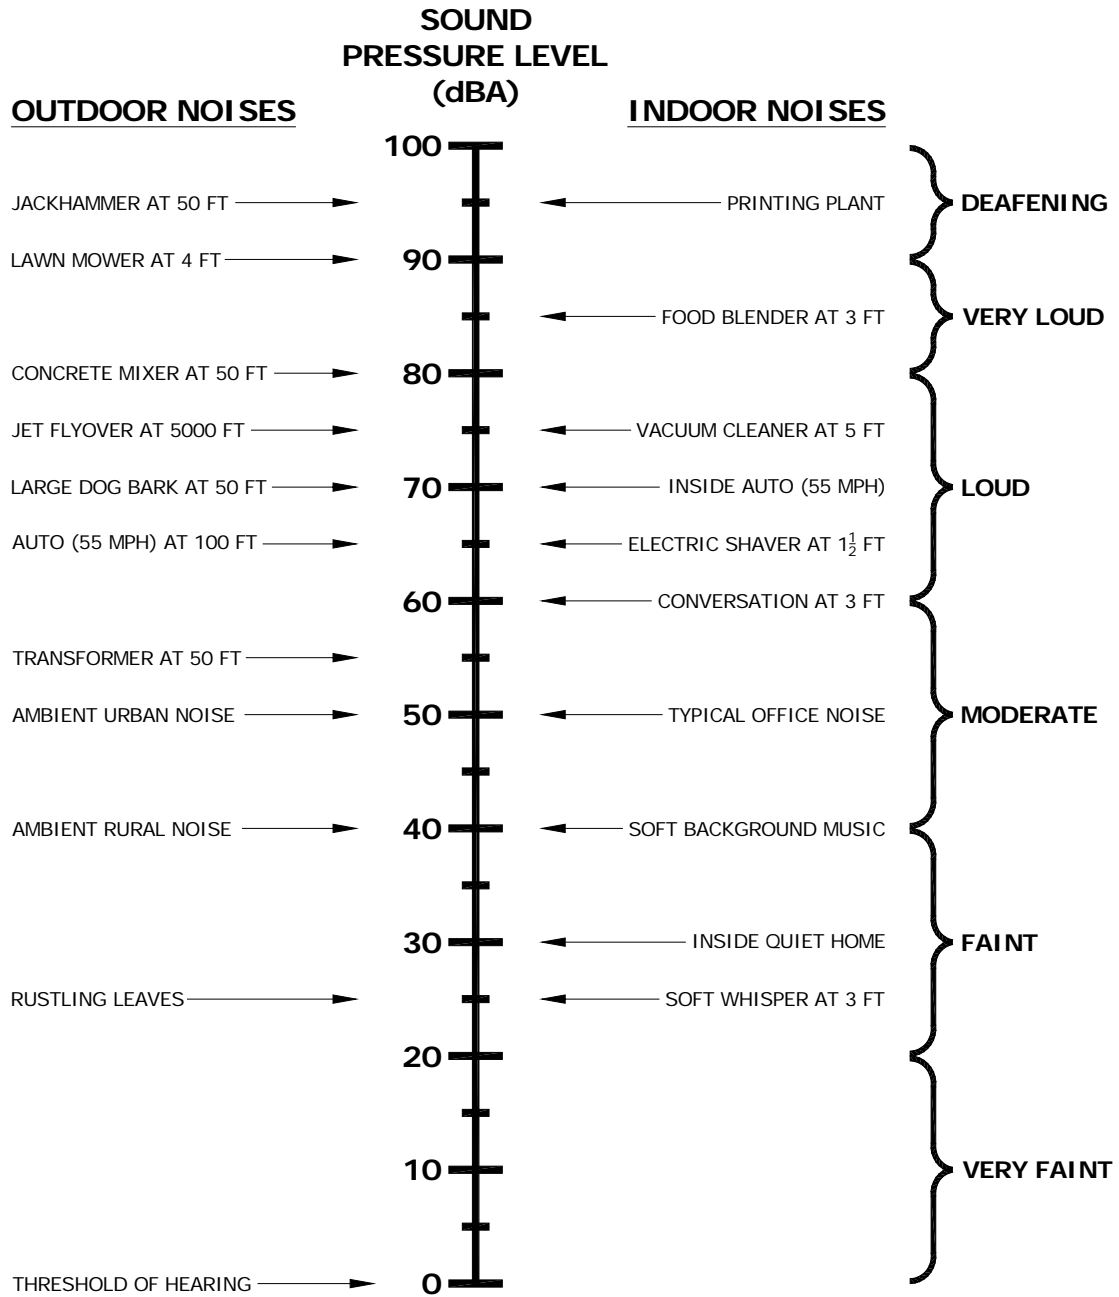 SOUND
PRESSURE LEVEL
(dBA)
OUTDOOR NOISES
INDOOR NOISES
100
JACKHAMMER AT 50 FT
PRINTING PLANT
DEAFENING
LAWN MOWER AT 4 FT
90
FOOD BLENDER AT 3 FT
VERY LOUD
CONCRETE MIXER AT 50 FT
80
JET FLYOVER AT 5000 FT
VACUUM CLEANER AT 5 FT
LARGE DOG BARK AT 50 FT
70
INSIDE AUTO (55 MPH)
LOUD
AUTO (55 MPH) AT 100 FT
ELECTRIC SHAVER AT 1½ FT
60
CONVERSATION AT 3 FT
TRANSFORMER AT 50 FT
AMBIENT URBAN NOISE
50
TYPICAL OFFICE NOISE
MODERATE
AMBIENT RURAL NOISE
40
SOFT BACKGROUND MUSIC
30
INSIDE QUIET HOME
FAINT
RUSTLING LEAVES
SOFT WHISPER AT 3 FT
20
10
VERY FAINT
THRESHOLD OF HEARING
0